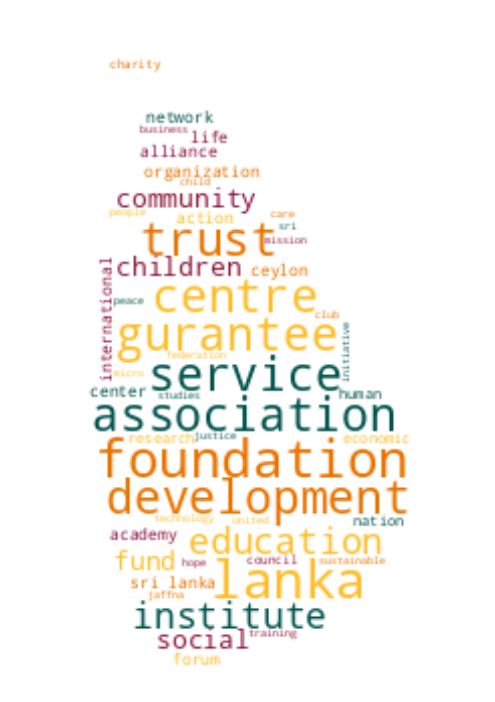 charity
network
business
life
alliance
organization
child
community
people
action
care
sri
trust
mission
children
ceylon
international
peace
centre
club
gurantee
initiative
federation
micro
service
center
studies
human
association
research
justice
economic
foundation
development
technology
united
nation
academy
education
fund
hope
council
sustainable
sri lanka
lanka
jaffna
institute
social
training
forum